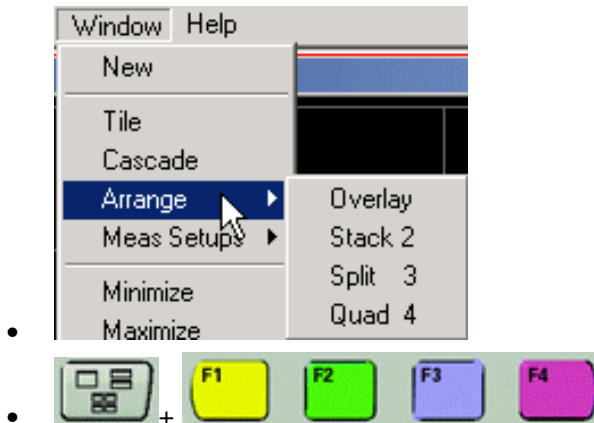 Window Help
New
Tile
Cascade
Arrange
Meas Setups
Overlay
Stack 2
Split 3
Quad 4
Minimize
Maximize
+ F1 F2 F3 F4